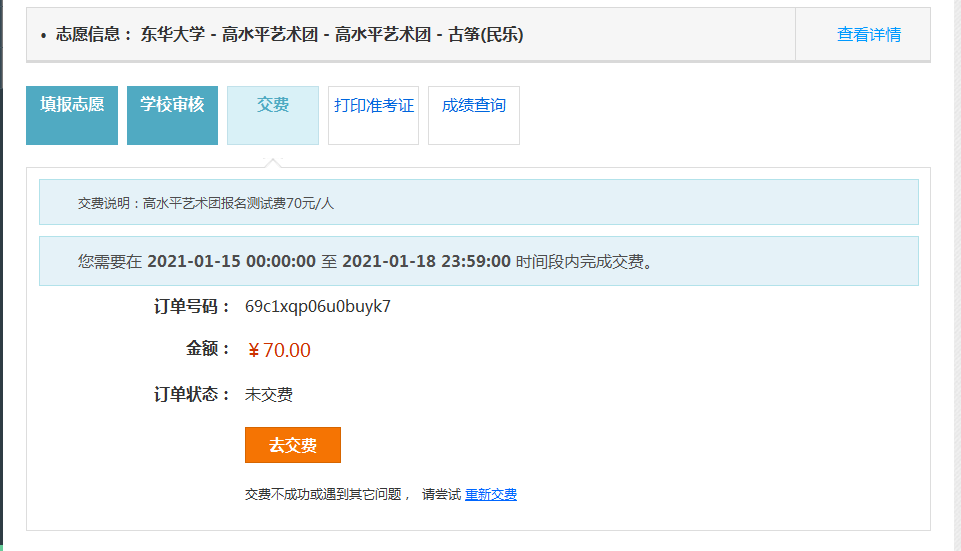 • 志愿信息： 东华大学 - 高水平艺术团 - 高水平艺术团 - 古筝(民乐) 查看详情
填报志愿 学校审核 交费 打印准考证 成绩查询
交费说明：高水平艺术团报名测试费70元/人
您需要在 2021-01-15 00:00:00 至 2021-01-18 23:59:00 时间段内完成交费。
订单号码： 69c1xqp06u0buyk7
金额： ￥70.00
订单状态： 未交费
去交费
交费不成功或遇到其它问题， 请尝试 重新交费